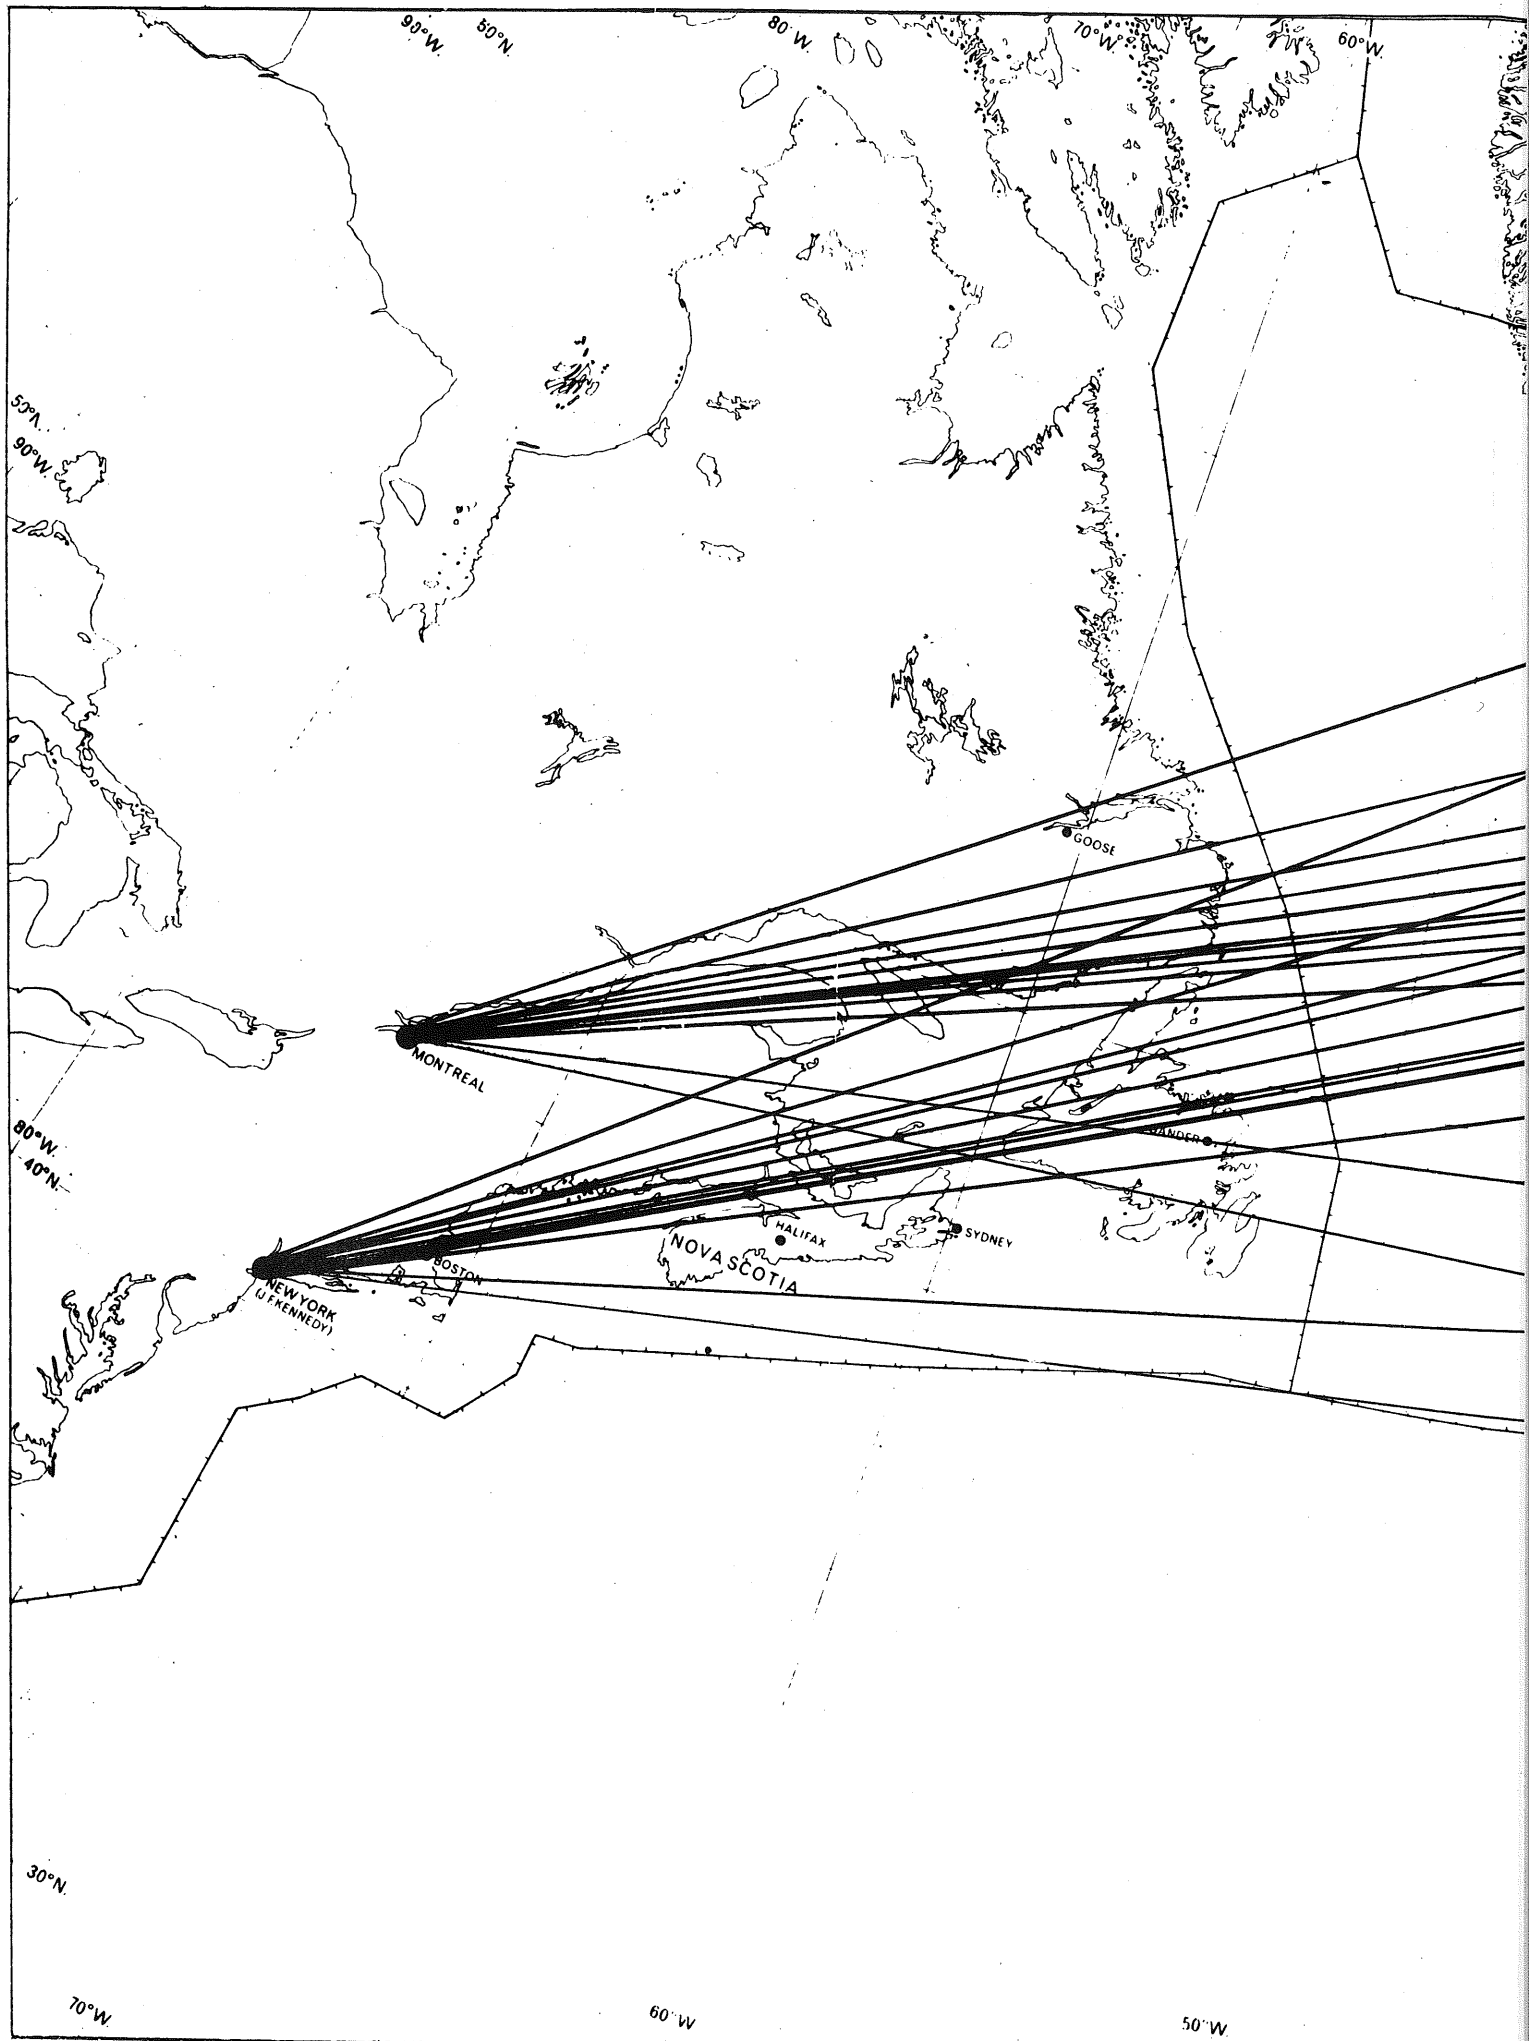 90°W.
50°N.
80°W.
70°W.
60°W.
50°N.
90°W.
GOOSE
MONTREAL
80°W.
40°N.
GANDER
HALIFAX
SYDNEY
NOVA SCOTIA
BOSTON
NEW YORK
(J F.KENNEDY)
30°N.
70°W.
60°W
50°W.